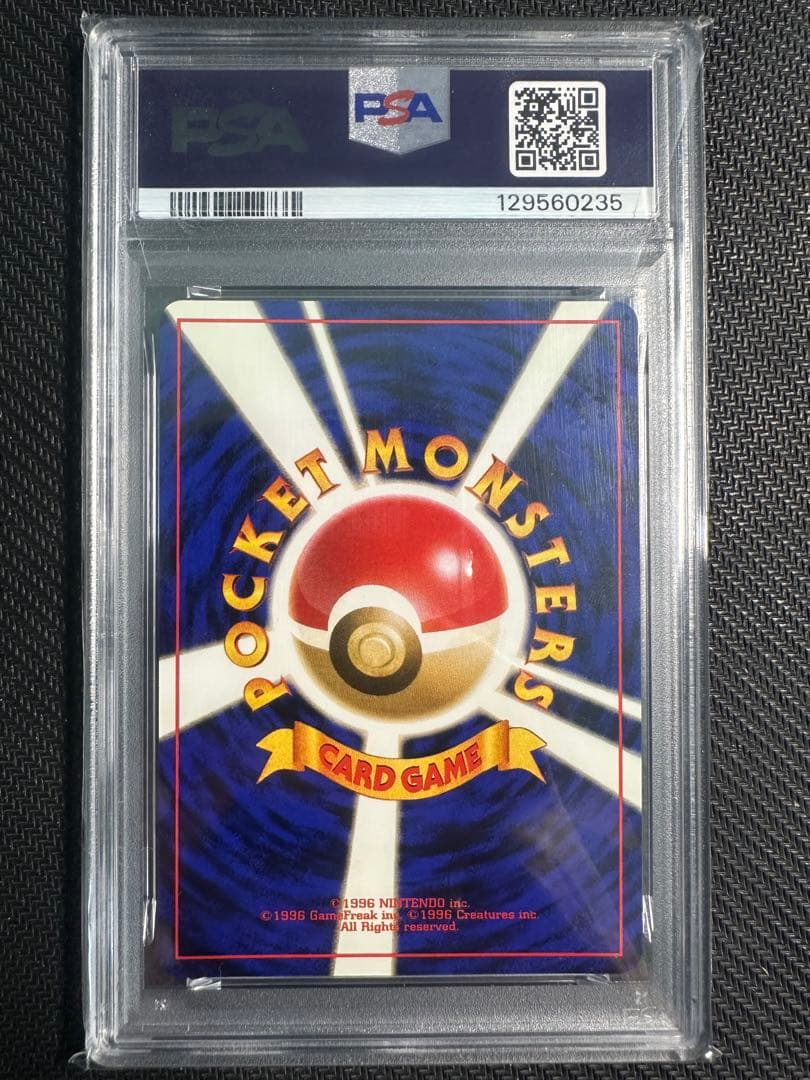 PSA
PSA
129560235
POCKET MONSTERS
CARD GAME
©1996 NINTENDO inc.
©1996 GameFreak inc. ©1996 Creatures inc.
All Rights reserved.